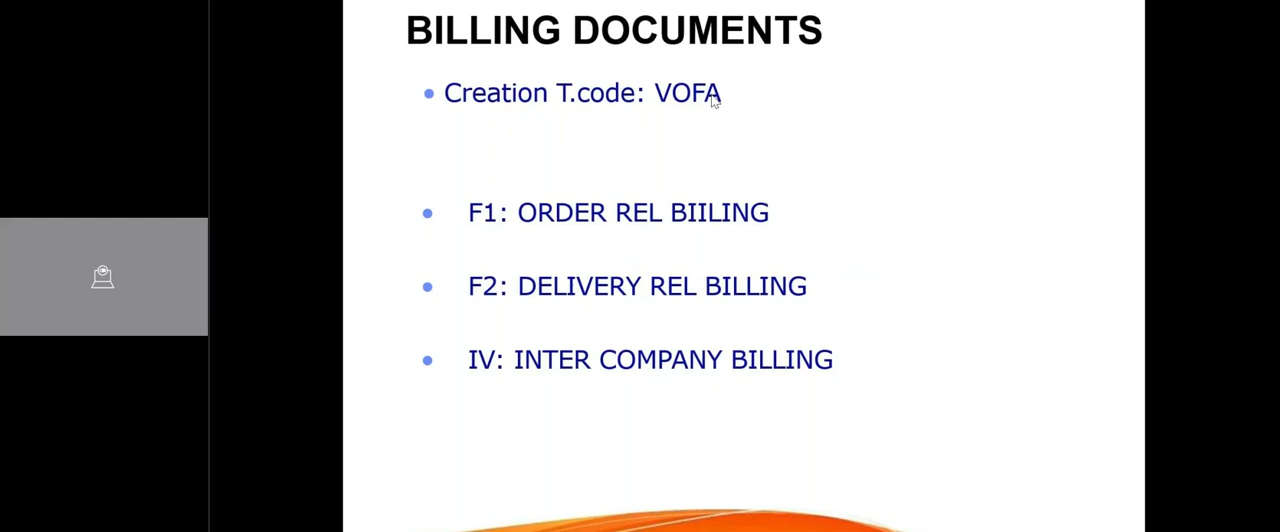 BILLING DOCUMENTS
• Creation T.code: VOFA
• F1: ORDER REL BIILING
• F2: DELIVERY REL BILLING
• IV: INTER COMPANY BILLING